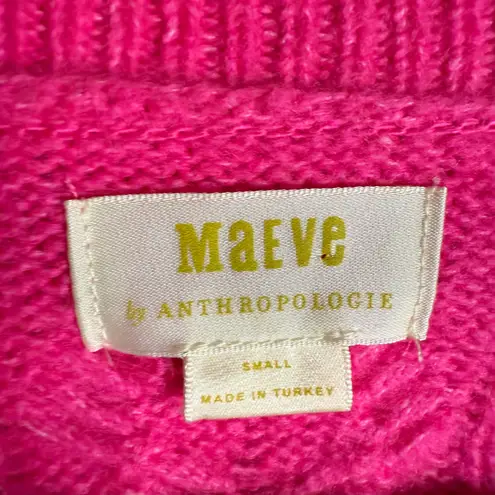 MaEVe
by ANTHROPOLOGIE
SMALL
MADE IN TURKEY